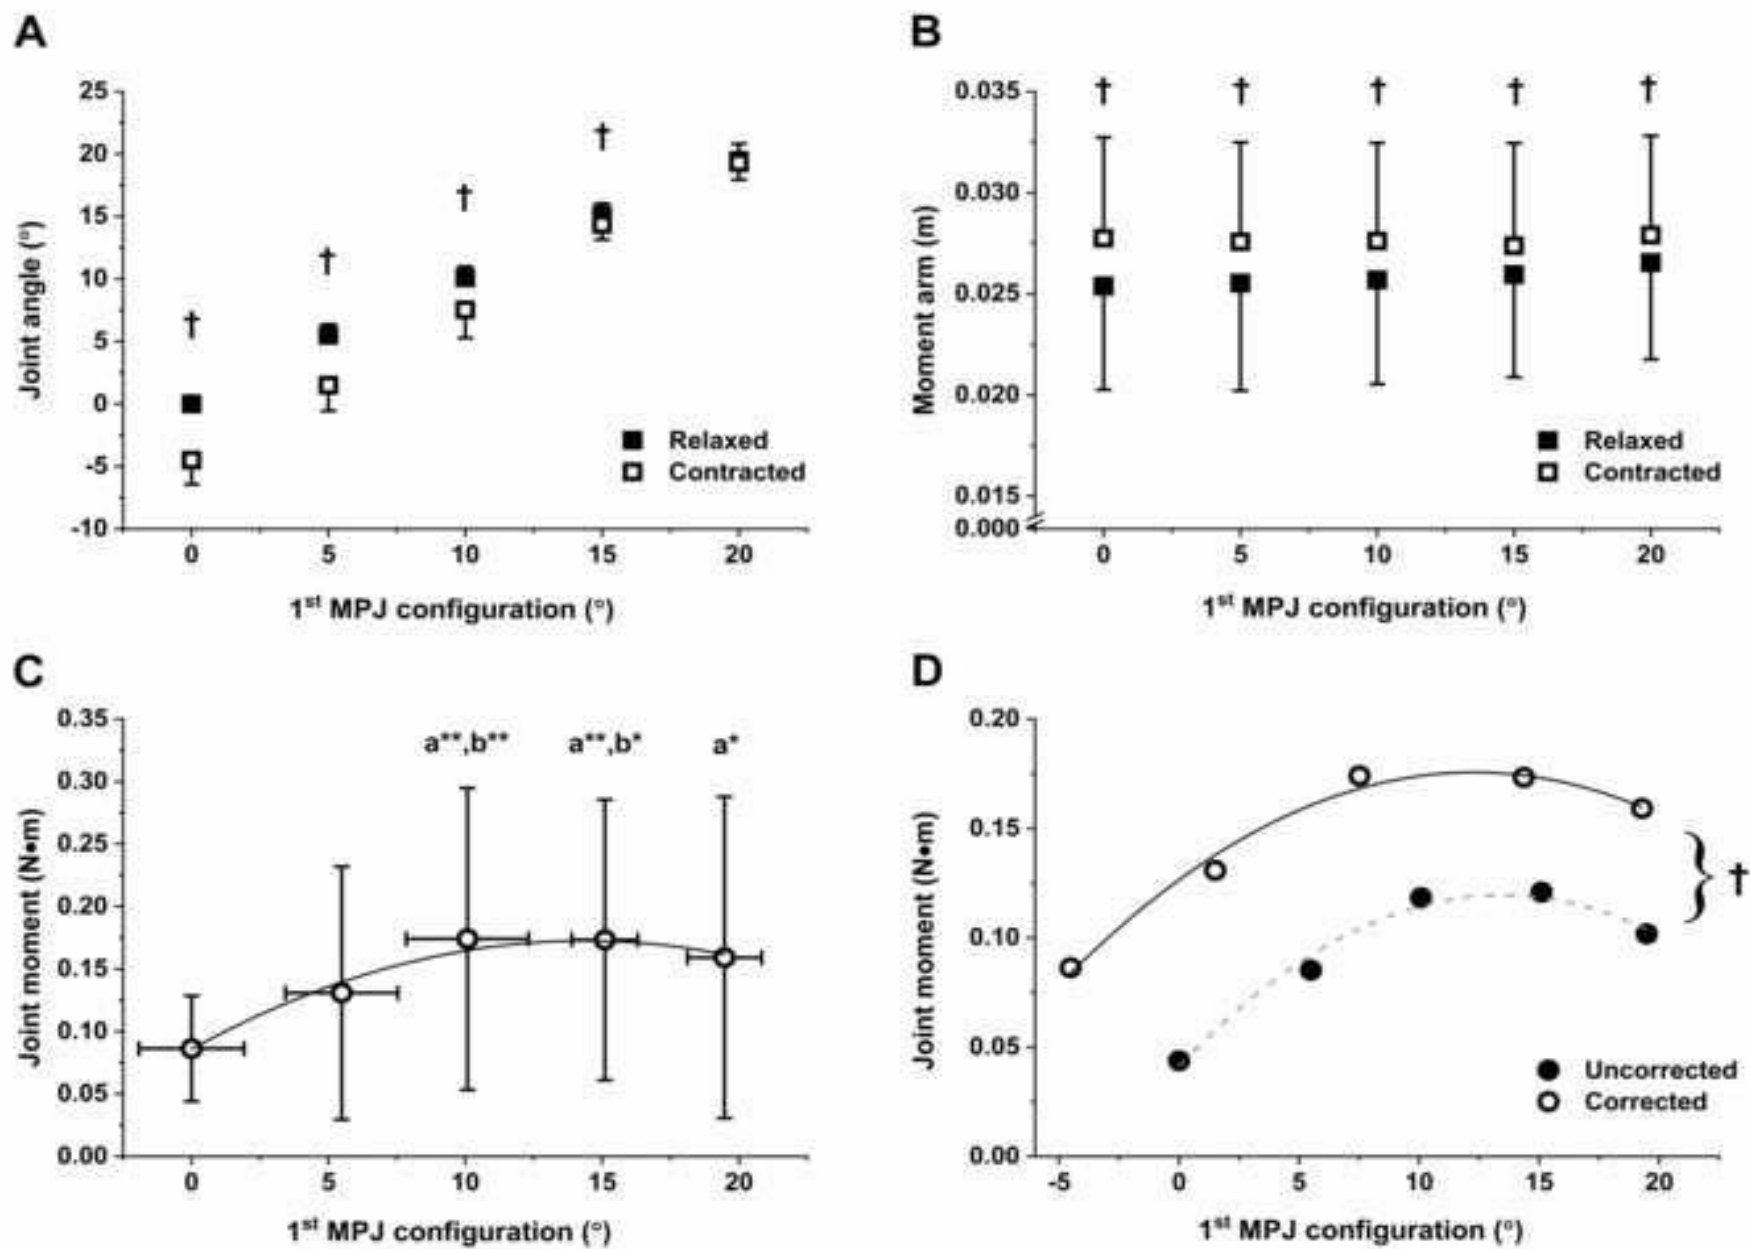 A
25
20
15
10
5
0
-5
-10
Joint angle (°)
†
†
†
†
Relaxed
Contracted
0 5 10 15 20
1st MPJ configuration (°)
B
0.035
0.030
0.025
0.020
0.015
0.000
Moment arm (m)
† † † † †
Relaxed
Contracted
0 5 10 15 20
1st MPJ configuration (°)
C
0.35
0.30
0.25
0.20
0.15
0.10
0.05
0.00
Joint moment (N•m)
a**,b** a**,b* a*
0 5 10 15 20
1st MPJ configuration (°)
D
0.20
0.15
0.10
0.05
0.00
Joint moment (N•m)
} †
Uncorrected
Corrected
-5 0 5 10 15 20
1st MPJ configuration (°)